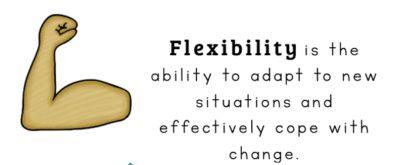 Flexibility is the
ability to adapt to new
situations and
effectively cope with
change.